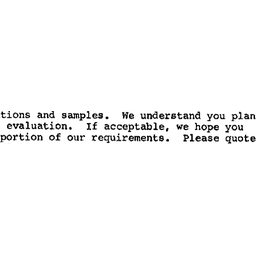 tions and samples.  We understand you plan
evaluation.  If acceptable, we hope you
portion of our requirements.  Please quote